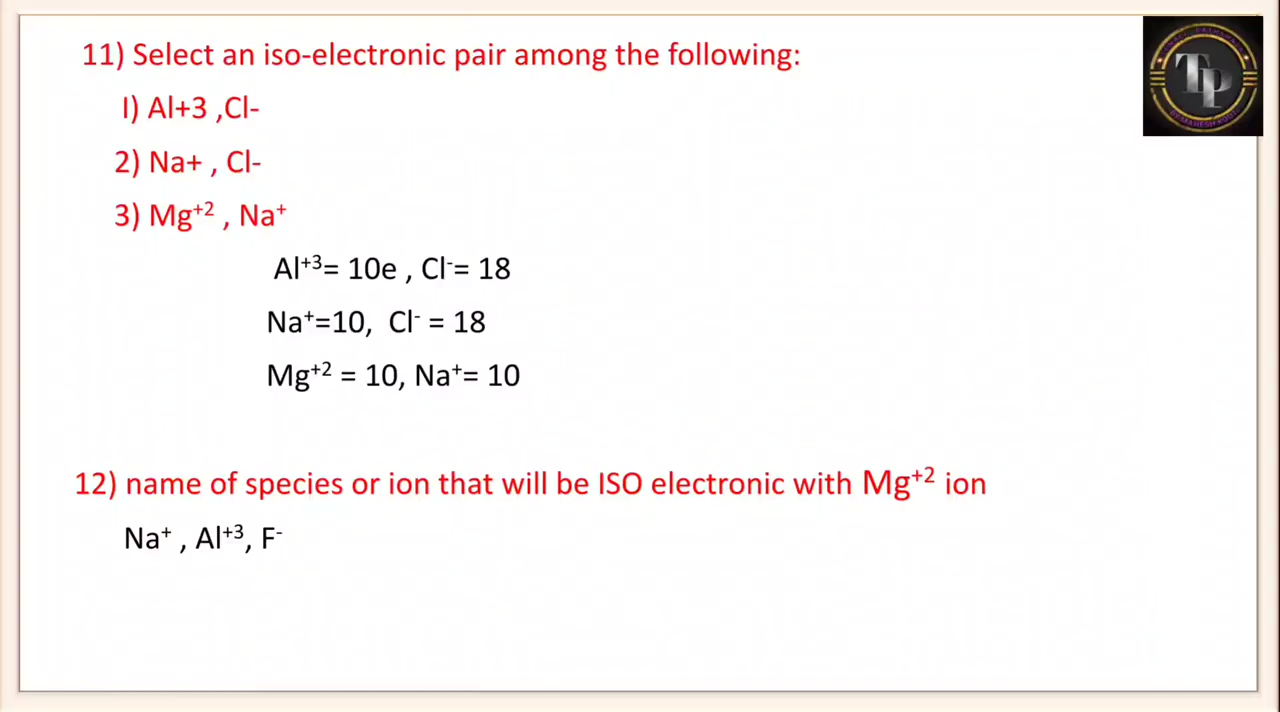 11) Select an iso-electronic pair among the following:
TP
I) Al+3 ,Cl-
2) Na+ , Cl-
3) Mg⁺² , Na⁺
Al⁺³= 10e , Cl⁻= 18
Na⁺=10, Cl⁻ = 18
Mg⁺² = 10, Na⁺= 10
12) name of species or ion that will be ISO electronic with Mg⁺² ion
Na⁺ , Al⁺³, F⁻